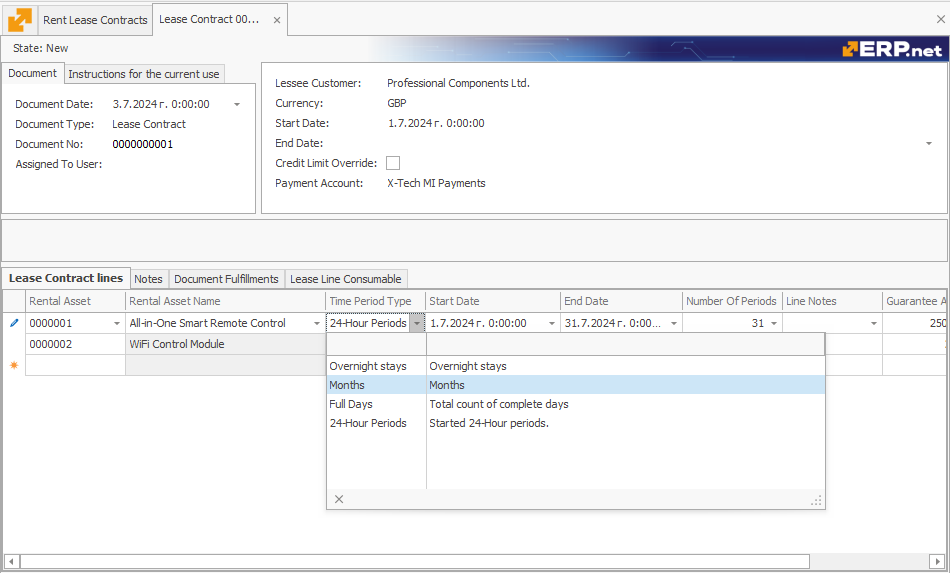 Rent Lease Contracts
Lease Contract 00...
State: New
ERP.net
Document
Instructions for the current use
Document Date: 3.7.2024 г. 0:00:00
Document Type: Lease Contract
Document No: 0000000001
Assigned To User:
Lessee Customer: Professional Components Ltd.
Currency: GBP
Start Date: 1.7.2024 г. 0:00:00
End Date:
Credit Limit Override:
Payment Account: X-Tech MI Payments
Lease Contract lines
Notes
Document Fulfillments
Lease Line Consumable
Rental Asset Rental Asset Name Time Period Type Start Date End Date Number Of Periods Line Notes Guarantee A
0000001 All-in-One Smart Remote Control 24-Hour Periods 1.7.2024 г. 0:00:00 31.7.2024 г. 0:00... 31 250
0000002 WiFi Control Module
Overnight stays Overnight stays
Months Months
Full Days Total count of complete days
24-Hour Periods Started 24-Hour periods.